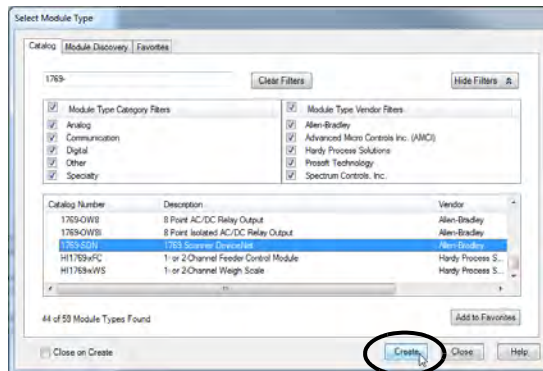 Select Module Type
Catalog Module Discovery Favorites
1769-
Clear Filters
Hide Filters
Module Type Category Filters
Module Type Vendor Filters
Analog
Allen-Bradley
Communication
Advanced Micro Controls Inc. (AMCI)
Digital
Hardy Process Solutions
Other
Prosoft Technology
Specialty
Spectrum Controls, Inc.
Catalog Number Description Vendor
1769-OW8 8 Point AC/DC Relay Output Allen-Bradley
1769-OW8I 8 Point Isolated AC/DC Relay Output Allen-Bradley
1769-SDN 1769 Scanner DeviceNet Allen-Bradley
HI1769-xFC 1- or 2-Channel Feeder Control Module Hardy Process S...
HI1769-xWS 1- or 2-Channel Weigh Scale Hardy Process S...
44 of 59 Module Types Found
Add to Favorites
Close on Create
Create Close Help